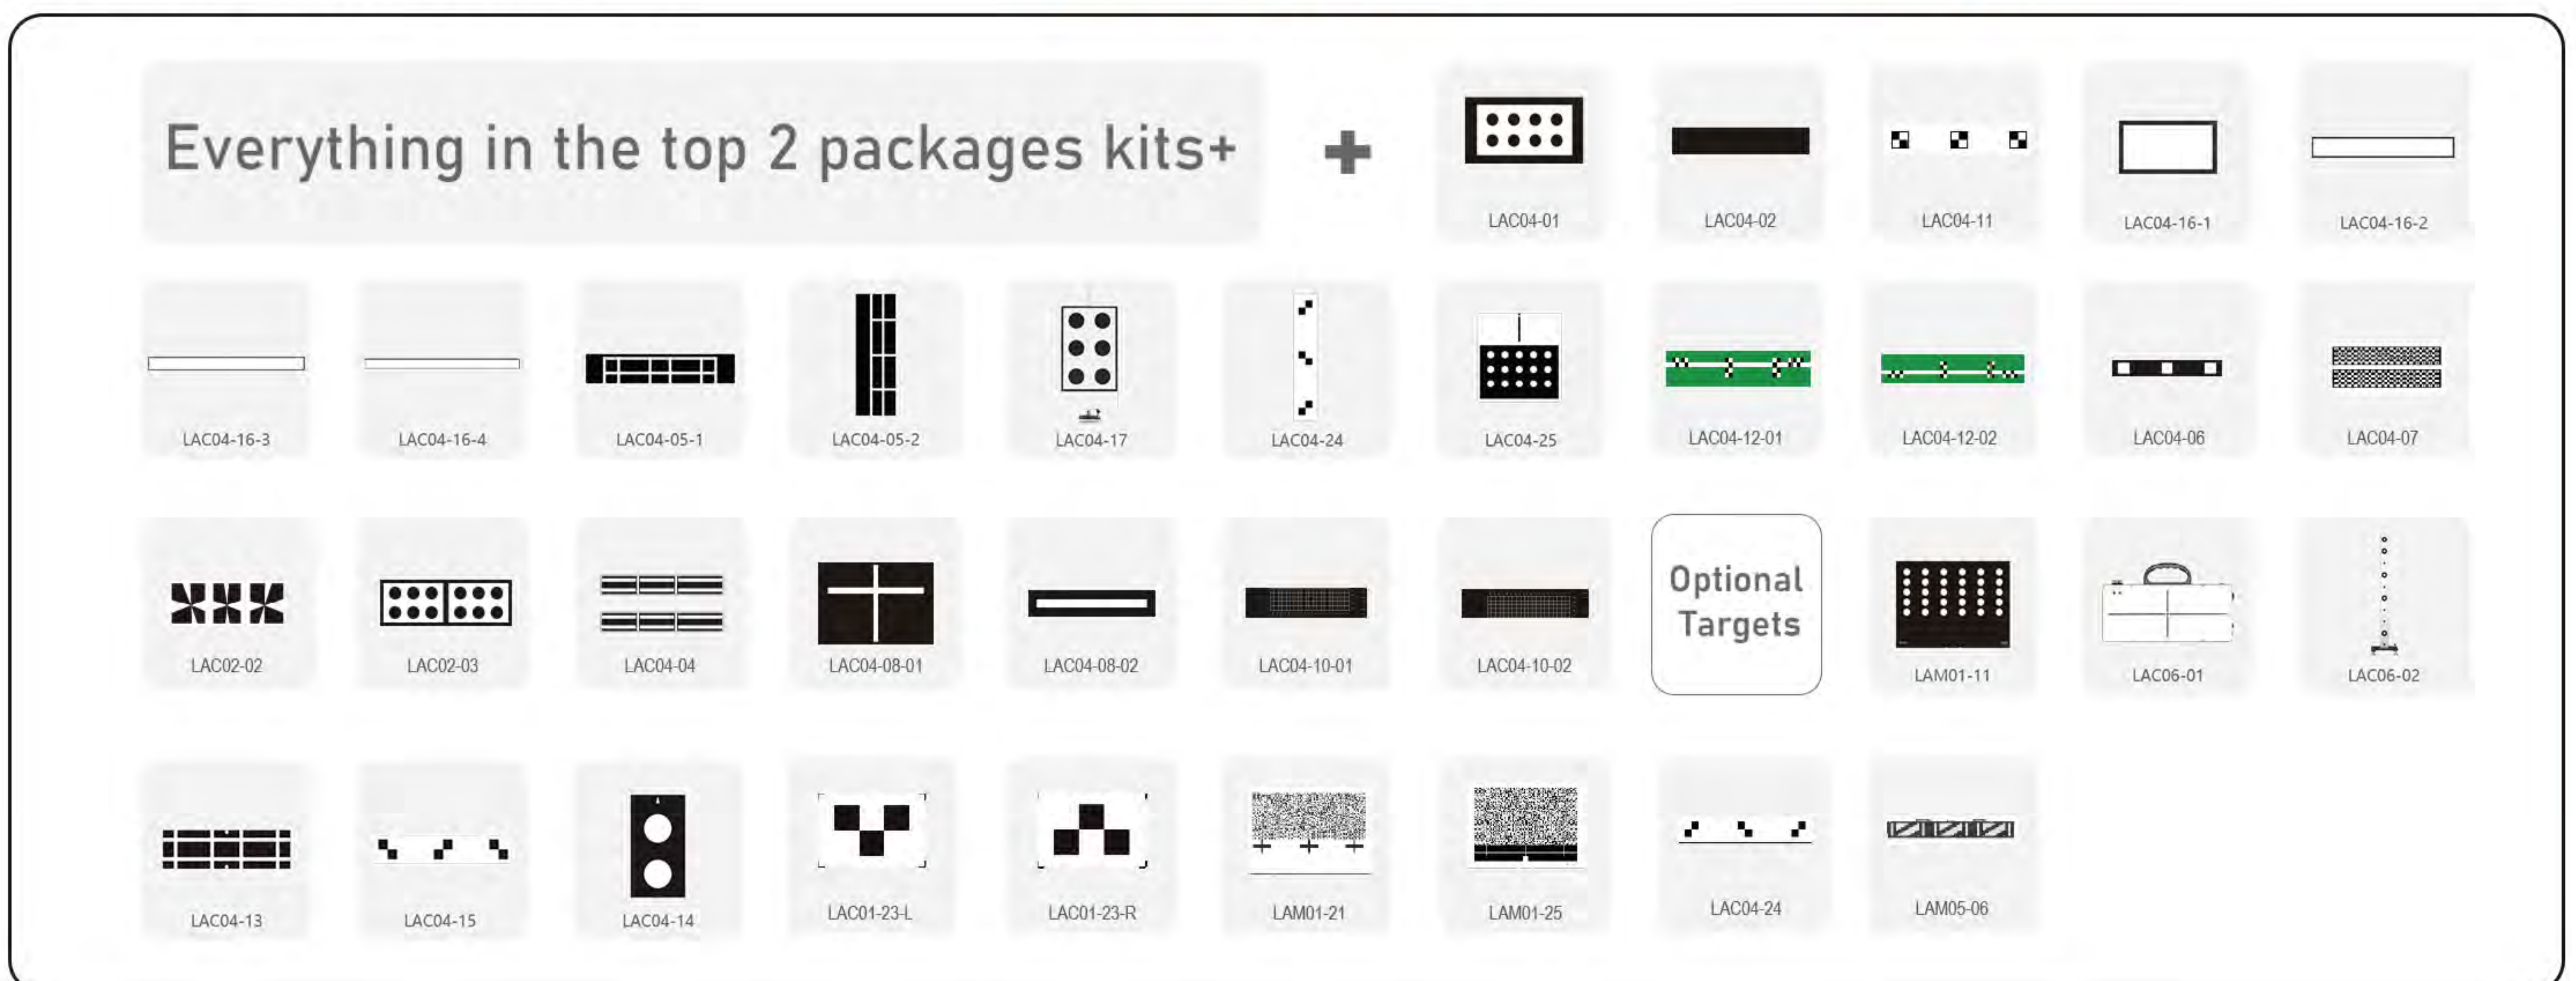 Everything in the top 2 packages kits+
+
LAC04-01
LAC04-02
LAC04-11
LAC04-16-1
LAC04-16-2
LAC04-16-3
LAC04-16-4
LAC04-05-1
LAC04-05-2
LAC04-17
LAC04-24
LAC04-25
LAC04-12-01
LAC04-12-02
LAC04-06
LAC04-07
LAC02-02
LAC02-03
LAC04-04
LAC04-08-01
LAC04-08-02
LAC04-10-01
LAC04-10-02
Optional
Targets
LAM01-11
LAC06-01
LAC06-02
LAC04-13
LAC04-15
LAC04-14
LAC01-23-L
LAC01-23-R
LAM01-21
LAM01-25
LAC04-24
LAM05-06